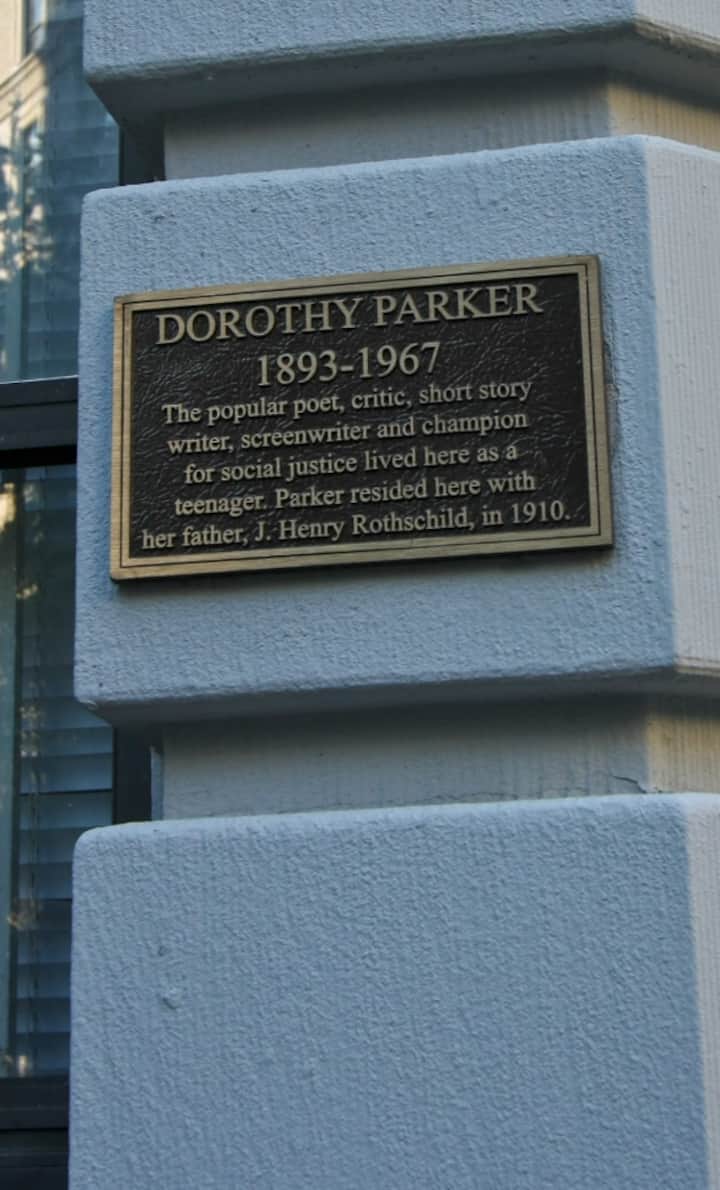 DOROTHY PARKER
1893-1967
The popular poet, critic, short story
writer, screenwriter and champion
for social justice lived here as a
teenager. Parker resided here with
her father, J. Henry Rothschild, in 1910.